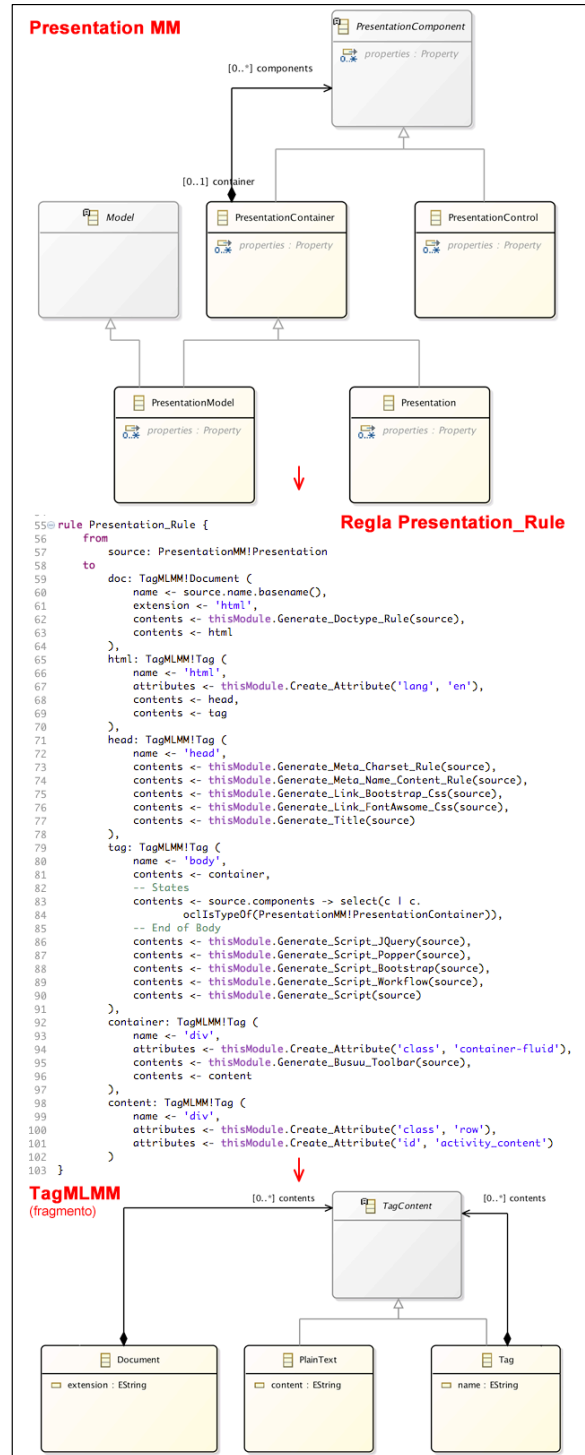 Presentation MM
PresentationComponent
properties : Property
0..*
[0..*] components
[0..1] container
Model
PresentationContainer
properties : Property
0..*
PresentationControl
properties : Property
0..*
PresentationModel
properties : Property
0..*
Presentation
properties : Property
0..*
Regla Presentation_Rule
55 rule Presentation_Rule {
56 from
57 source: PresentationMM!Presentation
58 to
59 doc: TagMLMM!Document (
60 name <- source.name.basename(),
61 extension <- 'html',
62 contents <- thisModule.Generate_Doctype_Rule(source),
63 contents <- html
64 ),
65 html: TagMLMM!Tag (
66 name <- 'html',
67 attributes <- thisModule.Create_Attribute('lang', 'en'),
68 contents <- head,
69 contents <- tag
70 ),
71 head: TagMLMM!Tag (
72 name <- 'head',
73 contents <- thisModule.Generate_Meta_Charset_Rule(source),
74 contents <- thisModule.Generate_Meta_Name_Content_Rule(source),
75 contents <- thisModule.Generate_Link_Bootstrap_Css(source),
76 contents <- thisModule.Generate_Link_FontAwsome_Css(source),
77 contents <- thisModule.Generate_Title(source)
78 ),
79 tag: TagMLMM!Tag (
80 name <- 'body',
81 contents <- container,
82 -- States
83 contents <- source.components -> select(c | c.
84 oclIsTypeOf(PresentationMM!PresentationContainer)),
85 -- End of Body
86 contents <- thisModule.Generate_Script_JQuery(source),
87 contents <- thisModule.Generate_Script_Popper(source),
88 contents <- thisModule.Generate_Script_Bootstrap(source),
89 contents <- thisModule.Generate_Script_Workflow(source),
90 contents <- thisModule.Generate_Script(source)
91 ),
92 container: TagMLMM!Tag (
93 name <- 'div',
94 attributes <- thisModule.Create_Attribute('class', 'container-fluid'),
95 contents <- thisModule.Generate_Busuu_Toolbar(source),
96 contents <- content
97 ),
98 content: TagMLMM!Tag (
99 name <- 'div',
100 attributes <- thisModule.Create_Attribute('class', 'row'),
101 attributes <- thisModule.Create_Attribute('id', 'activity_content')
102 )
103 }
TagMLMM
(fragmento)
[0..*] contents
TagContent
[0..*] contents
Document
extension : EString
PlainText
content : EString
Tag
name : EString